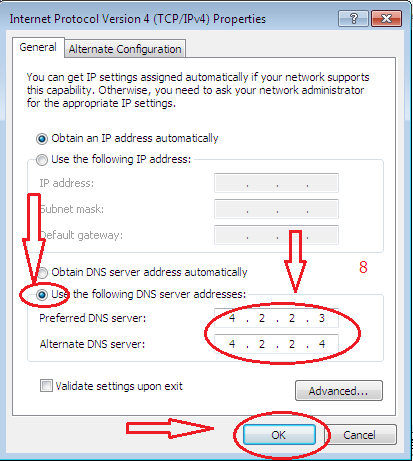 Internet Protocol Version 4 (TCP/IPv4) Properties
General Alternate Configuration
You can get IP settings assigned automatically if your network supports
this capability. Otherwise, you need to ask your network administrator
for the appropriate IP settings.
Obtain an IP address automatically
Use the following IP address:
IP address:
Subnet mask:
Default gateway:
Obtain DNS server address automatically
8
Use the following DNS server addresses:
Preferred DNS server: 4 . 2 . 2 . 3
Alternate DNS server: 4 . 2 . 2 . 4
Validate settings upon exit
Advanced...
OK Cancel